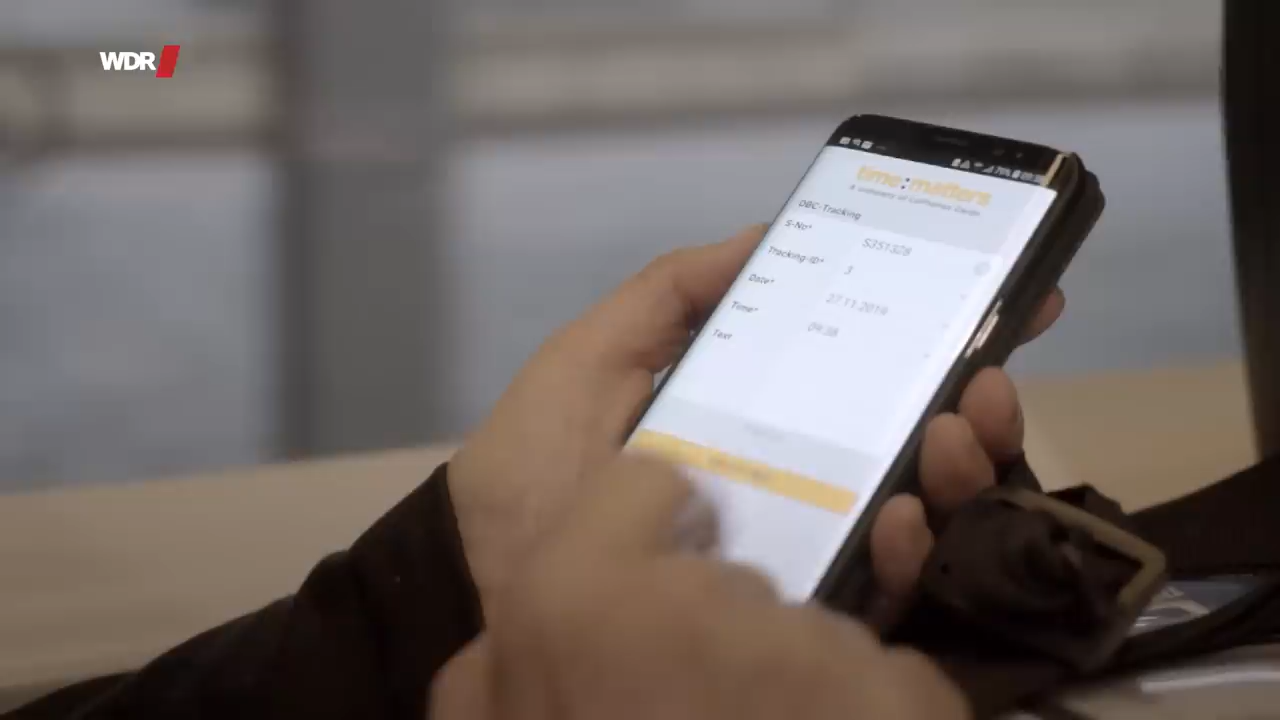 WDR
time:matters
A company of Lufthansa Cargo
OBC-Tracking
S-No* S351328
Tracking-ID* 3
Date* 27.11.2019
Time* 09:38
Text